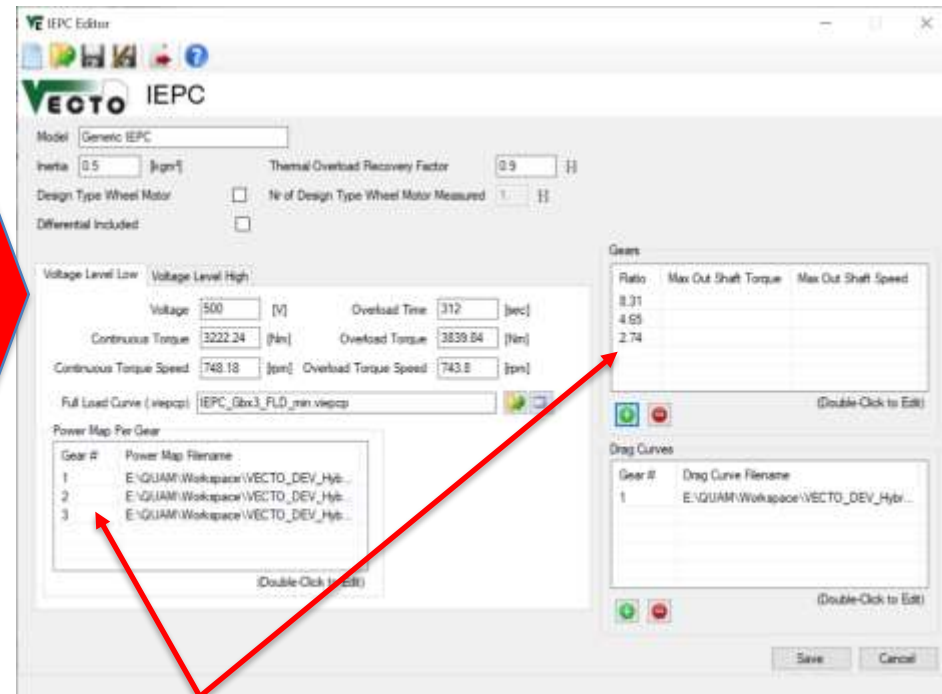 VE IEPC Editor
VECTO IEPC
Model Generic IEPC
Inertia 0.5 [kgm²] Thermal Overload Recovery Factor 0.9 [-]
Design Type Wheel Motor Nr of Design Type Wheel Motor Measured 1 [-]
Differential Included
Voltage Level Low Voltage Level High
Voltage 500 [V] Overload Time 312 [sec]
Continuous Torque 3222.24 [Nm] Overload Torque 3839.84 [Nm]
Continuous Torque Speed 748.18 [rpm] Overload Torque Speed 743.8 [rpm]
Full Load Curve (.viepcp) IEPC_Gbx3_FLD_min.viepcp
Power Map Per Gear
Gear # Power Map Filename
1 E:\QUAM\Workspace\VECTO_DEV_Hyb...
2 E:\QUAM\Workspace\VECTO_DEV_Hyb...
3 E:\QUAM\Workspace\VECTO_DEV_Hyb...
(Double-Click to Edit)
Gears
Ratio Max Out Shaft Torque Max Out Shaft Speed
8.31
4.65
2.74
(Double-Click to Edit)
Drag Curves
Gear # Drag Curve Filename
1 E:\QUAM\Workspace\VECTO_DEV_Hybr...
(Double-Click to Edit)
Save Cancel